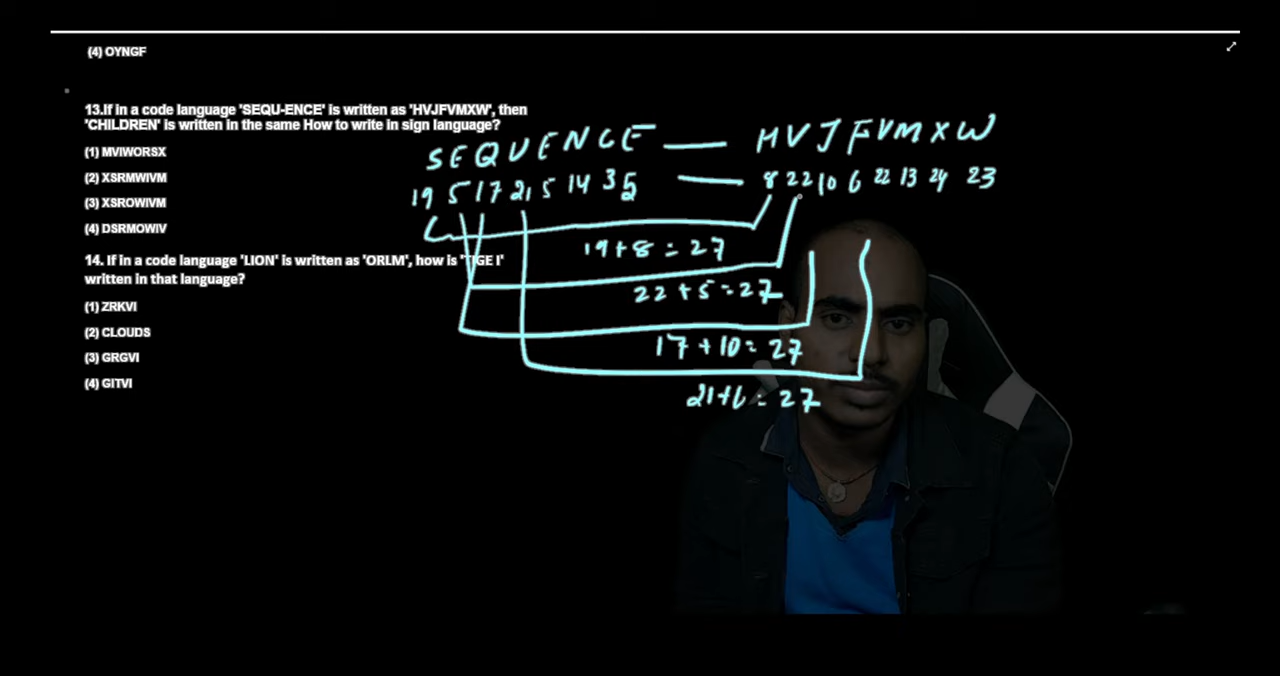 (4) OYNGF
13.If in a code language 'SEQU-ENCE' is written as 'HVJFVMXW', then
'CHILDREN' is written in the same How to write in sign language?
(1) MVIWORSX
(2) XSRMWIVM
(3) XSROWIVM
(4) DSRMOWIV
14. If in a code language 'LION' is written as 'ORLM', how is 'TIGE I'
written in that language?
(1) ZRKVI
(2) CLOUDS
(3) GRGVI
(4) GITVI
SEQUENCE — HVJFVMXW
19 5 17 21 5 14 3 5 — 8 22 10 6 22 13 24 23
19+8=27
22+5=27
17+10=27
21+6=27